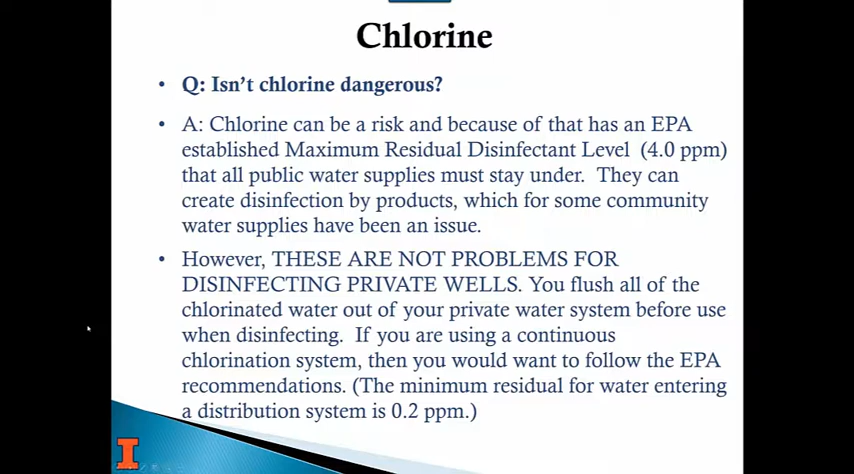 Chlorine
• Q: Isn't chlorine dangerous?
• A: Chlorine can be a risk and because of that has an EPA
established Maximum Residual Disinfectant Level (4.0 ppm)
that all public water supplies must stay under. They can
create disinfection by products, which for some community
water supplies have been an issue.
• However, THESE ARE NOT PROBLEMS FOR
DISINFECTING PRIVATE WELLS. You flush all of the
chlorinated water out of your private water system before use
when disinfecting. If you are using a continuous
chlorination system, then you would want to follow the EPA
recommendations. (The minimum residual for water entering
a distribution system is 0.2 ppm.)
I